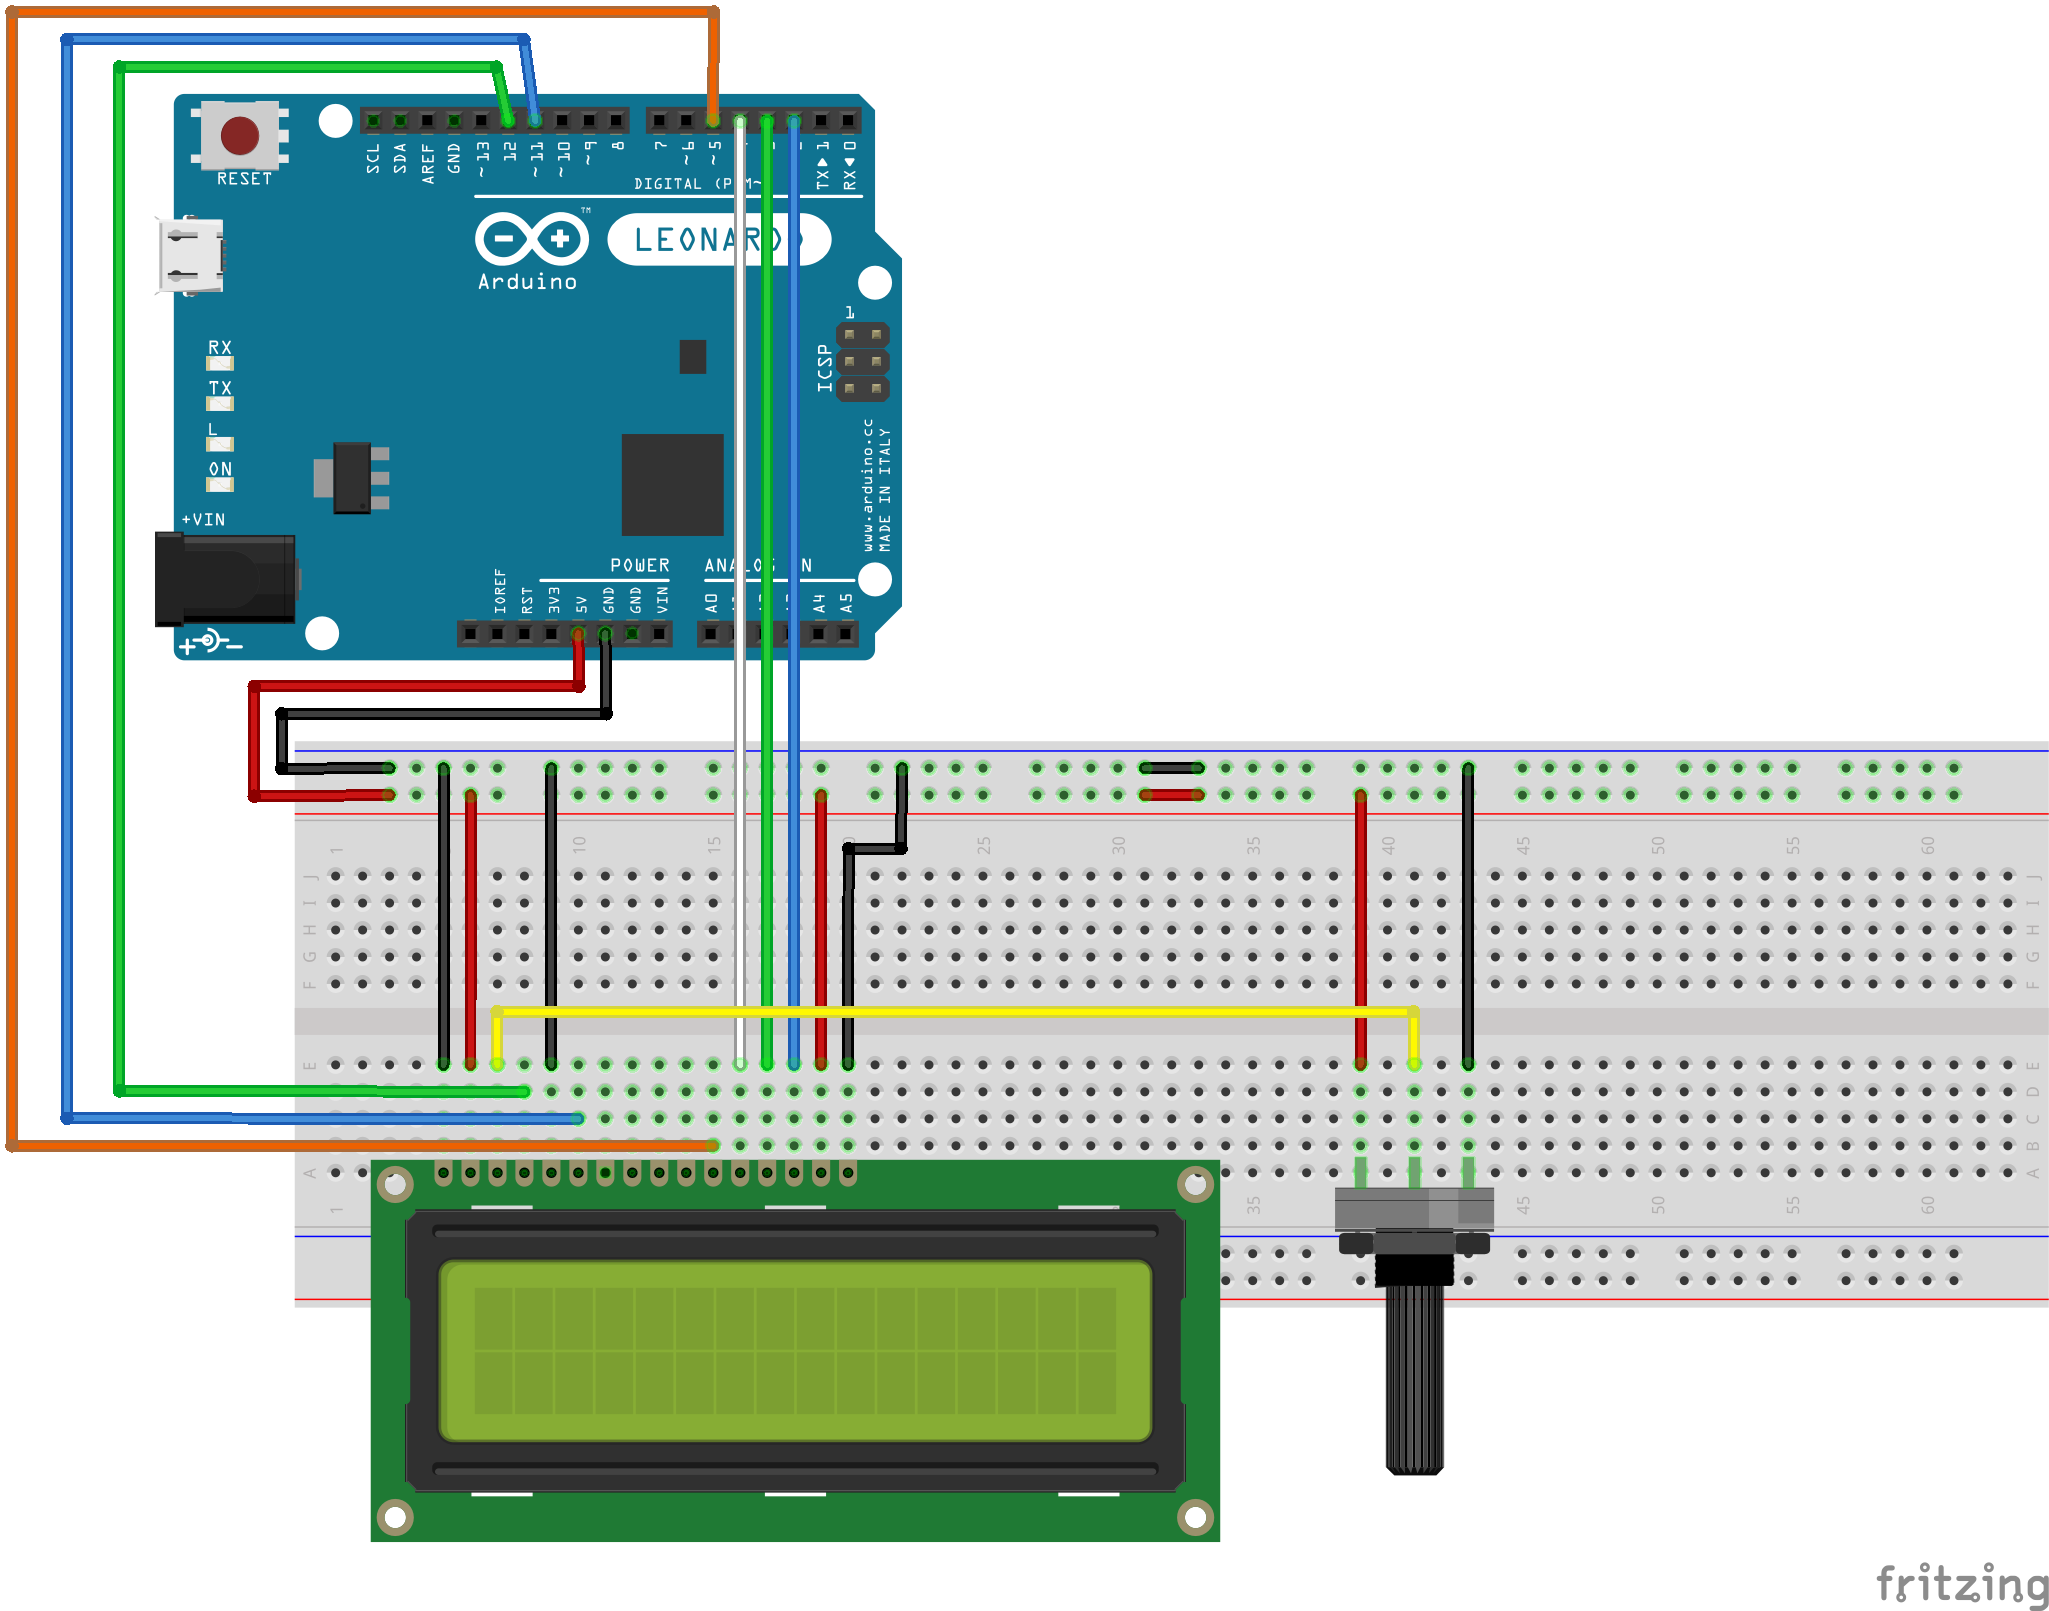 RESET
SCL
SDA
AREF
GND
~13
12
~11
~10
~9
8
7
~6
~5
TX▶1
RX◀0
TM
LEONARD
Arduino
1
ICSP
RX
TX
L
ON
+VIN
www.arduino.cc
MADE IN ITALY
POWER
IOREF
RST
3V3
5V
GND
GND
VIN
A0
A4
A5
+ −
1 10 15 25 30 35 40 45 50 55 60
J J
I I
H H
G G
F F
E E
D
C
B
A A
1 35 45 50 55 60
fritzing